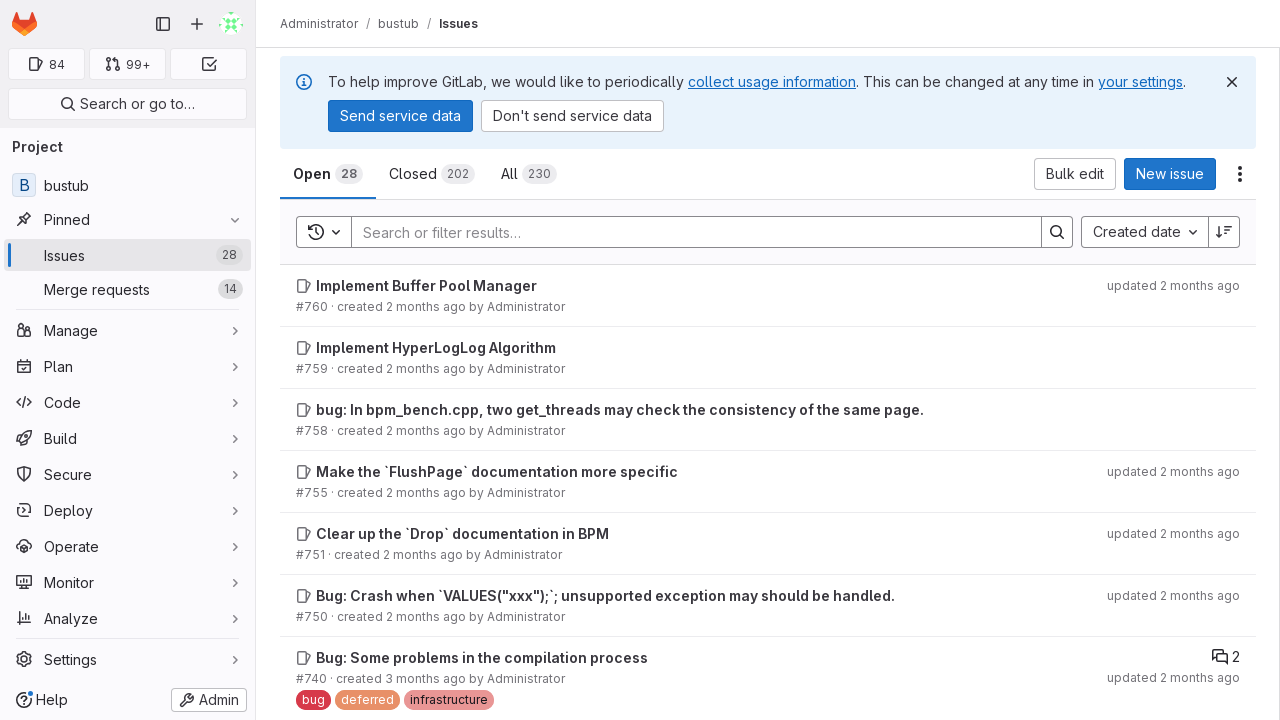 Administrator / bustub / Issues
84
99+
Search or go to…
Project
B bustub
Pinned
Issues 28
Merge requests 14
Manage
Plan
Code
Build
Secure
Deploy
Operate
Monitor
Analyze
Settings
Help
Admin
To help improve GitLab, we would like to periodically collect usage information. This can be changed at any time in your settings.
Send service data
Don't send service data
Open 28
Closed 202
All 230
Bulk edit
New issue
Search or filter results…
Created date
Implement Buffer Pool Manager
updated 2 months ago
#760 · created 2 months ago by Administrator
Implement HyperLogLog Algorithm
#759 · created 2 months ago by Administrator
bug: In bpm_bench.cpp, two get_threads may check the consistency of the same page.
#758 · created 2 months ago by Administrator
Make the `FlushPage` documentation more specific
updated 2 months ago
#755 · created 2 months ago by Administrator
Clear up the `Drop` documentation in BPM
updated 2 months ago
#751 · created 2 months ago by Administrator
Bug: Crash when `VALUES("xxx");`; unsupported exception may should be handled.
updated 2 months ago
#750 · created 2 months ago by Administrator
Bug: Some problems in the compilation process
2
#740 · created 3 months ago by Administrator
updated 2 months ago
bug
deferred
infrastructure